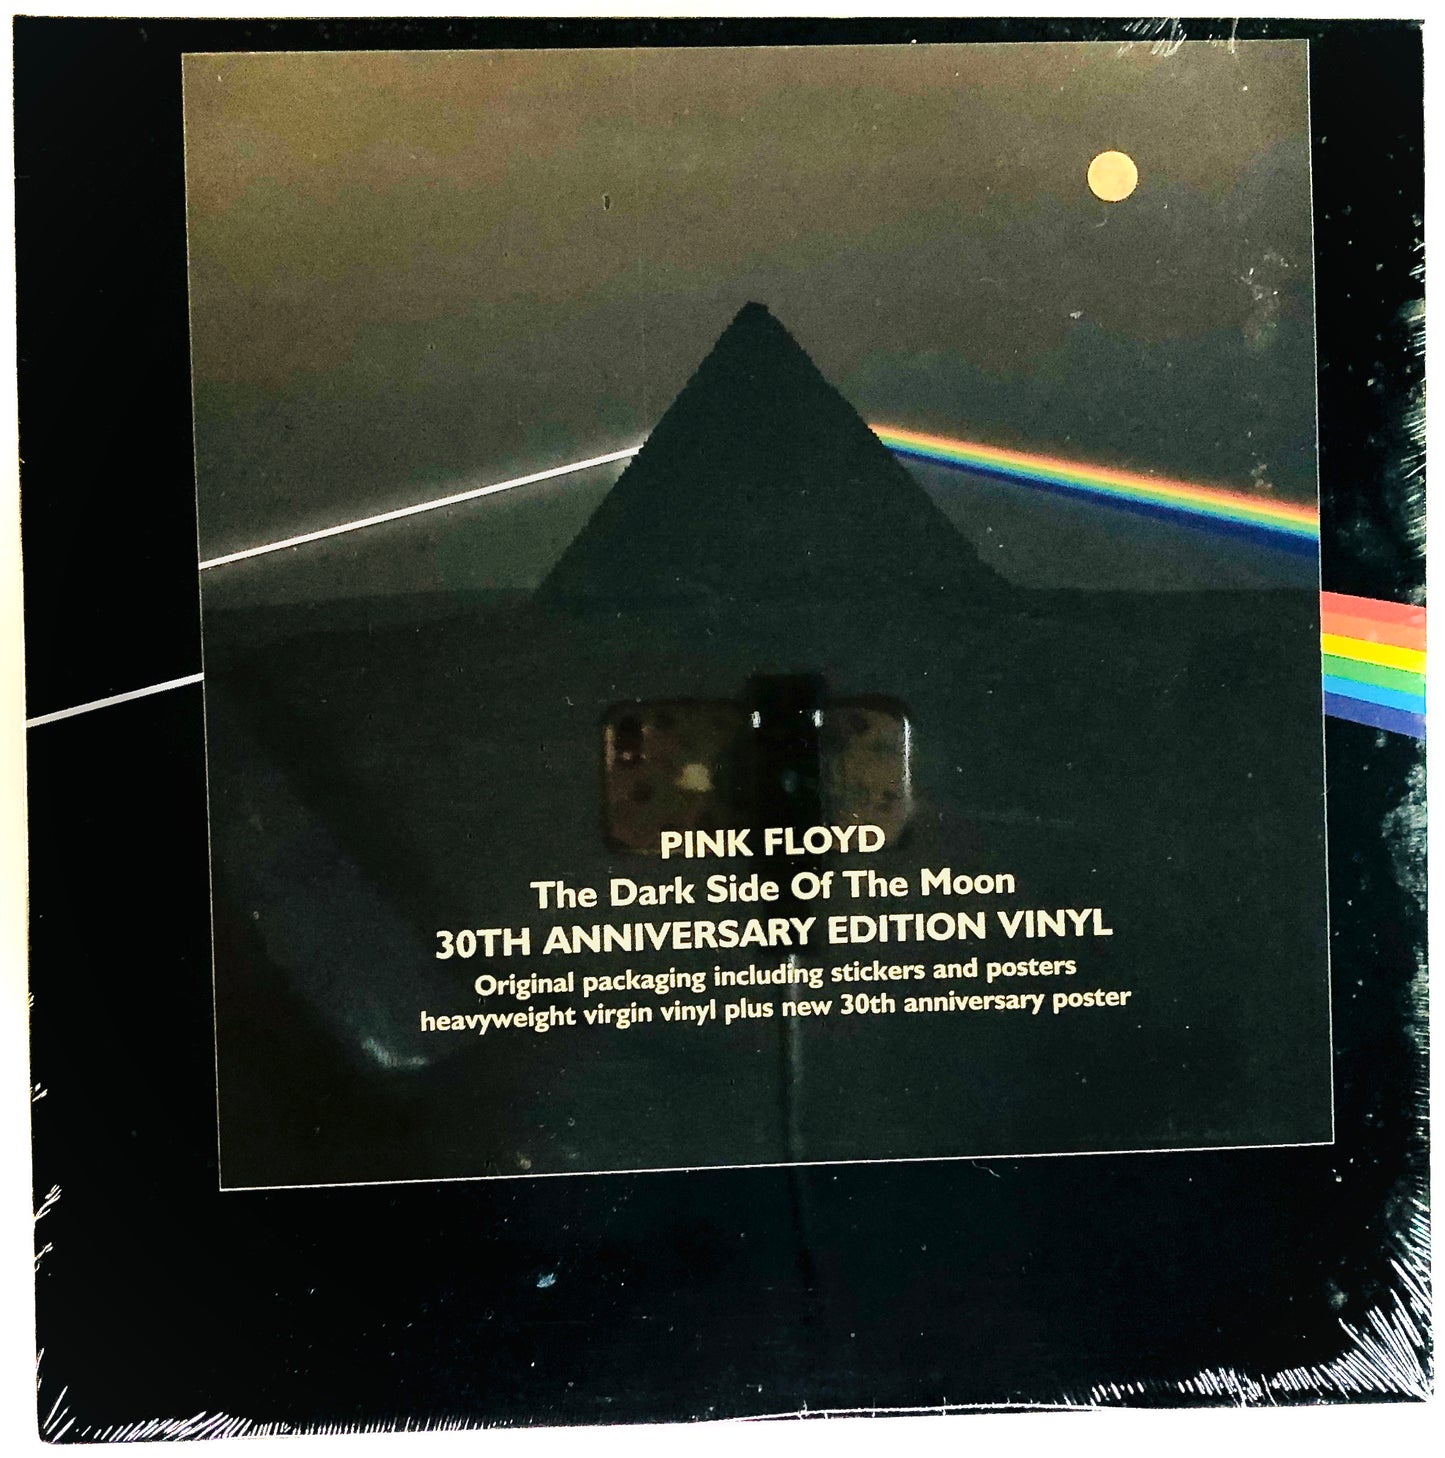 PINK FLOYD
The Dark Side Of The Moon
30TH ANNIVERSARY EDITION VINYL
Original packaging including stickers and posters
heavyweight virgin vinyl plus new 30th anniversary poster